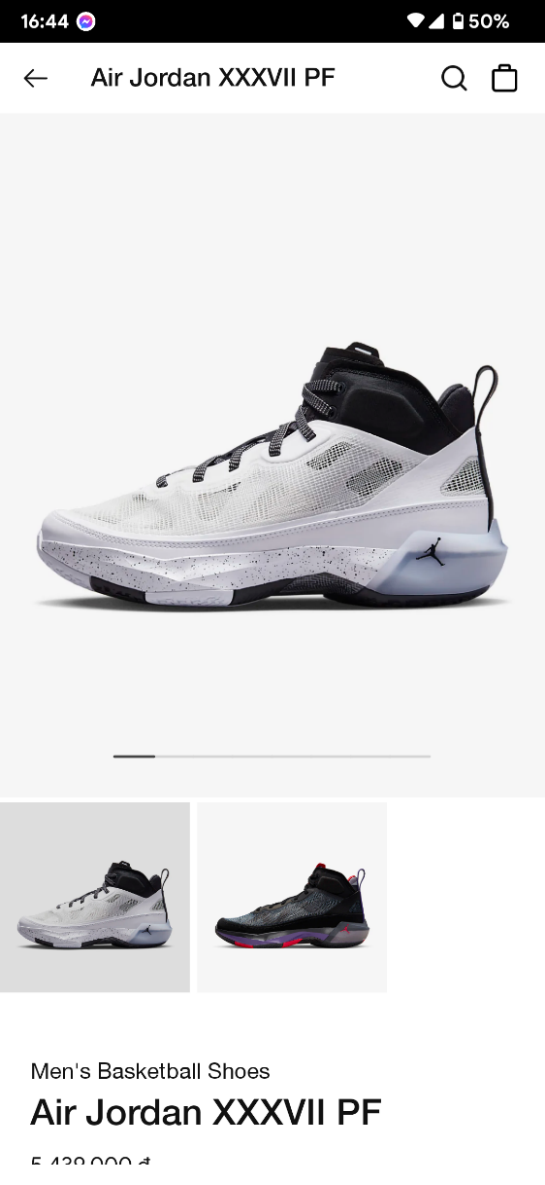 16:44
50%
Air Jordan XXXVII PF
Men's Basketball Shoes
Air Jordan XXXVII PF